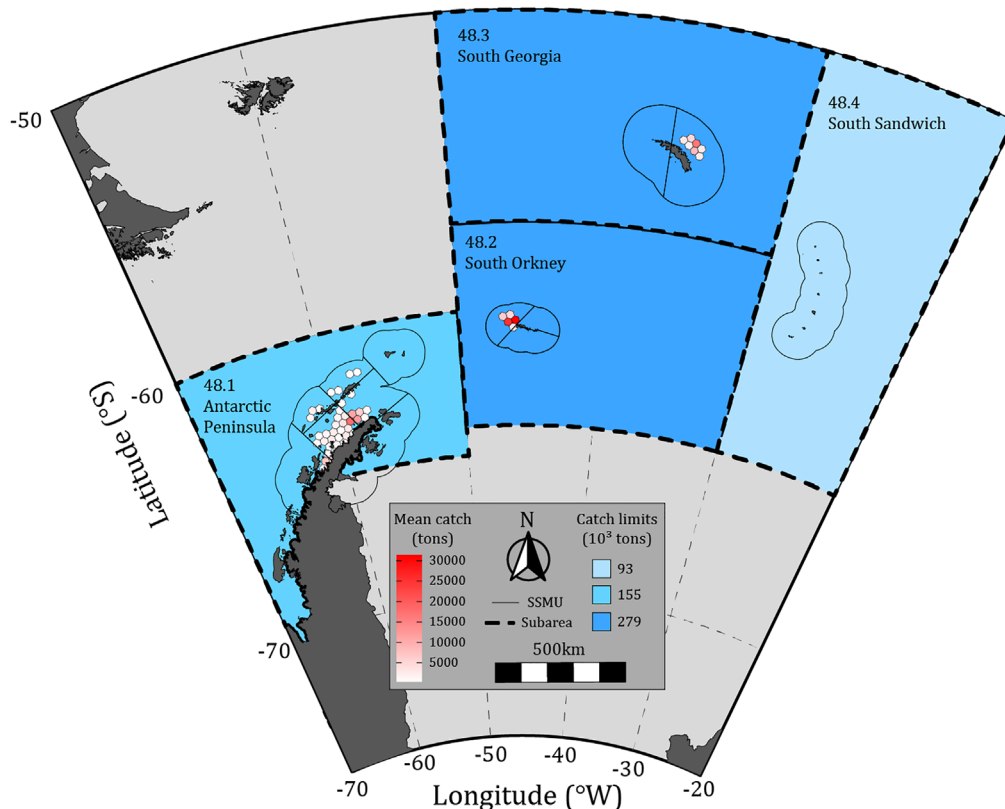 48.3
South Georgia
48.4
South Sandwich
-50
48.2
South Orkney
48.1
Antarctic
Peninsula
-60
Latitude (°S)
-70
Mean catch
(tons)
30000
25000
20000
15000
10000
5000
N
SSMU
Subarea
500km
Catch limits
(10³ tons)
93
155
279
-70
-60
-50
-40
-30
-20
Longitude (°W)